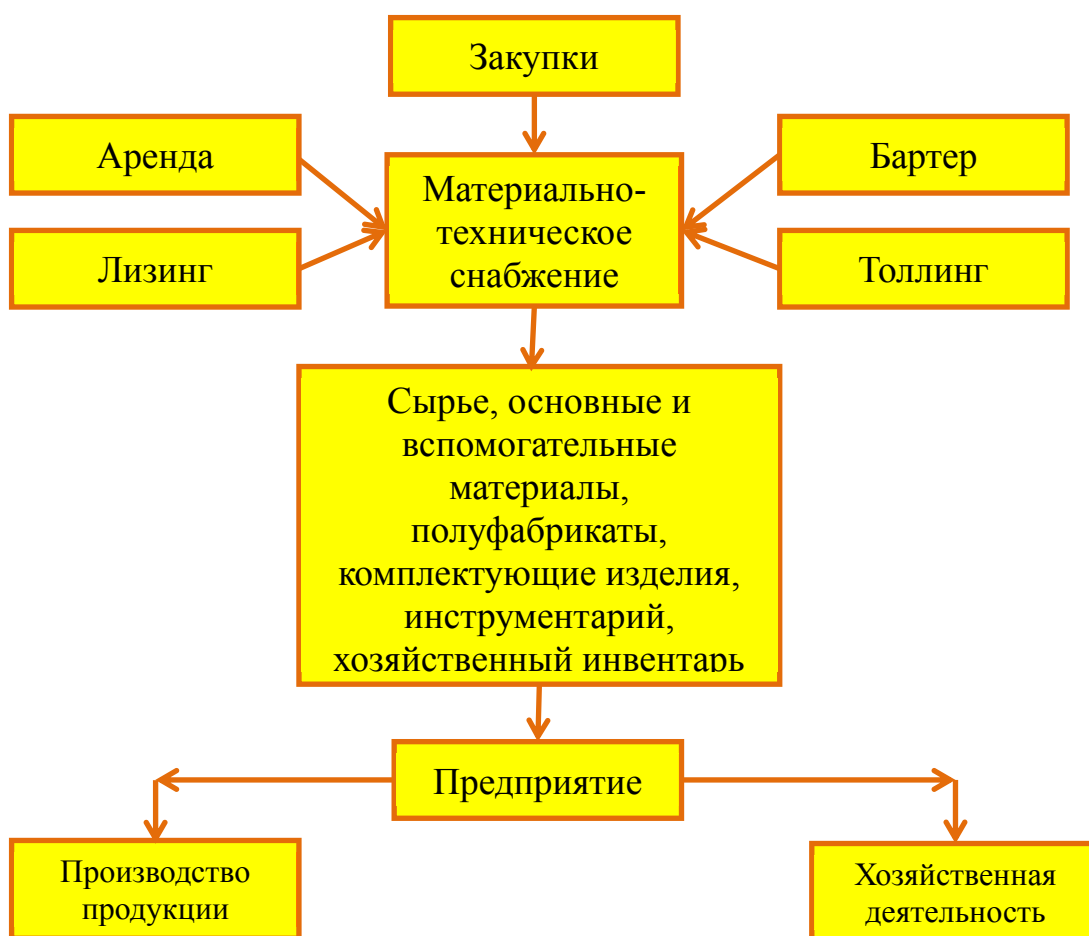 Закупки
Аренда
Бартер
Материально-
техническое
снабжение
Лизинг
Толлинг
Сырье, основные и
вспомогательные
материалы,
полуфабрикаты,
комплектующие изделия,
инструментарий,
хозяйственный инвентарь
Предприятие
Производство
продукции
Хозяйственная
деятельность